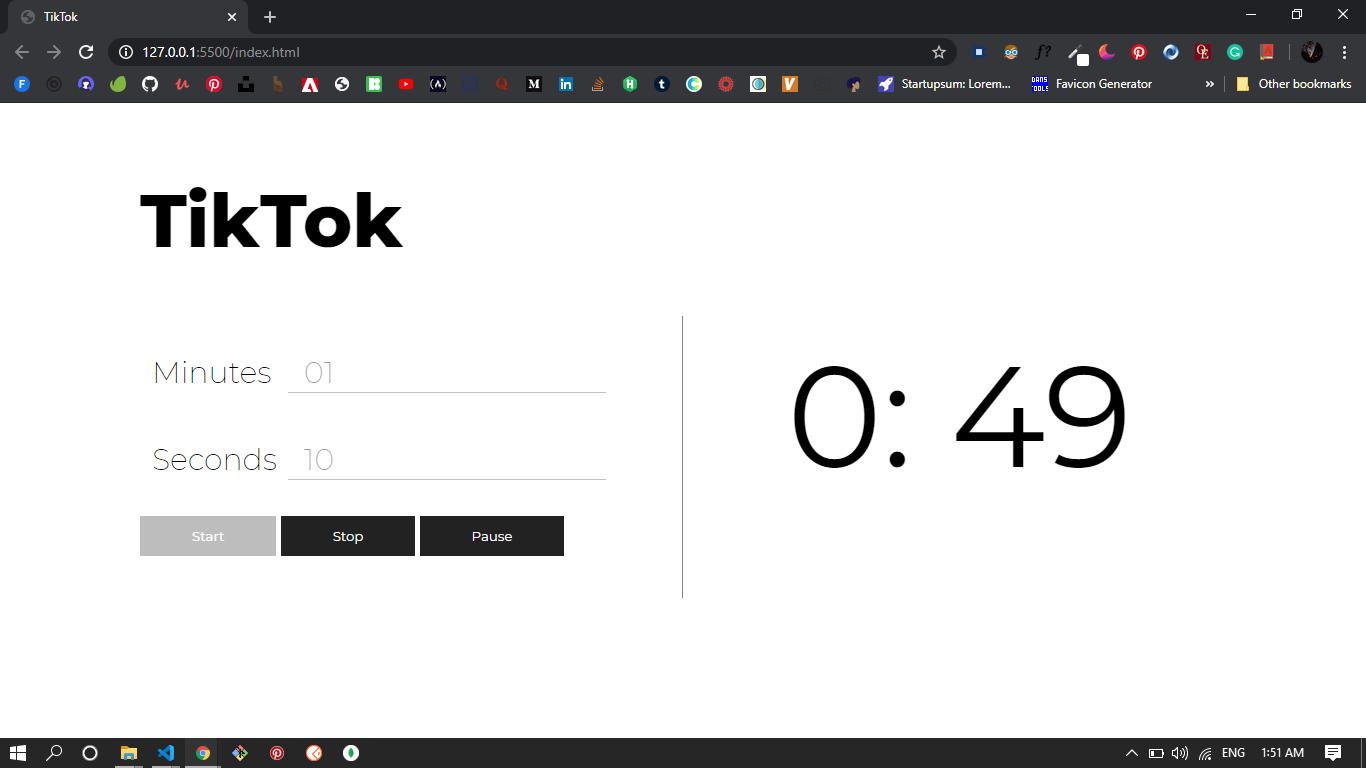 TikTok
127.0.0.1:5500/index.html
Startupsum: Lorem... Favicon Generator » Other bookmarks
TikTok
Minutes 01
Seconds 10
Start Stop Pause
0: 49
ENG 1:51 AM